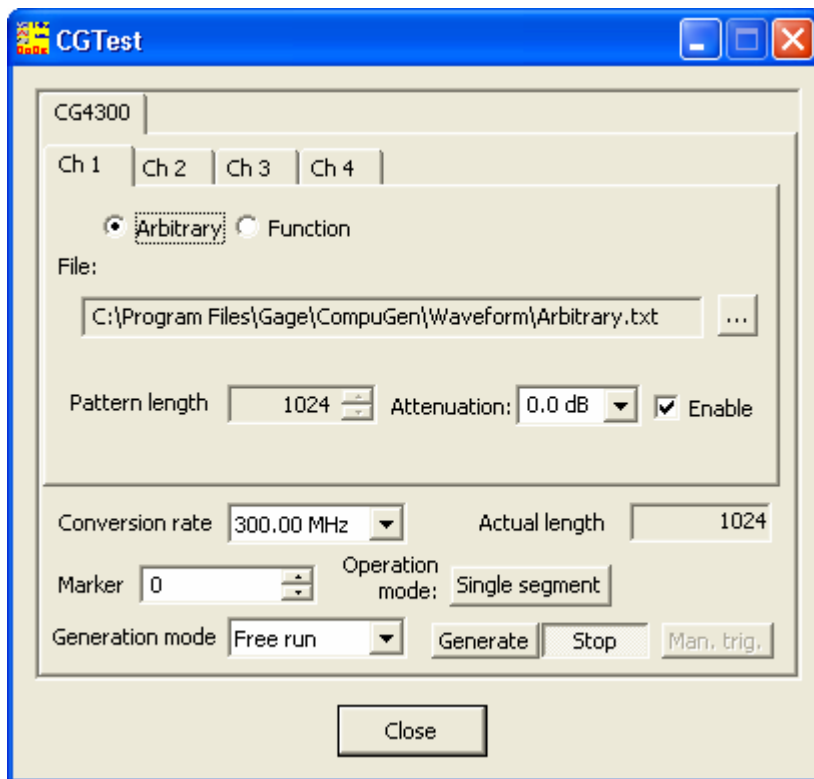 CGTest
CG4300
Ch 1 Ch 2 Ch 3 Ch 4
Arbitrary Function
File:
C:\Program Files\Gage\CompuGen\Waveform\Arbitrary.txt ...
Pattern length 1024 Attenuation: 0.0 dB Enable
Conversion rate 300.00 MHz Actual length 1024
Marker 0 Operation mode: Single segment
Generation mode Free run Generate Stop Man. trig.
Close